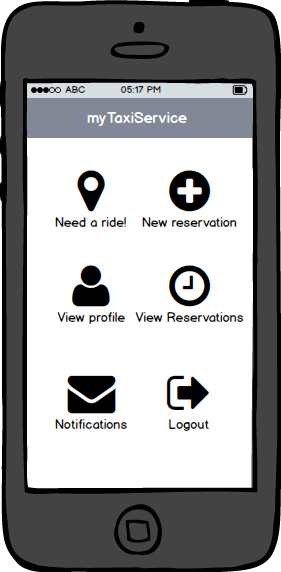 ABC 05:17 PM
myTaxiService
Need a ride! New reservation
View profile View Reservations
Notifications Logout